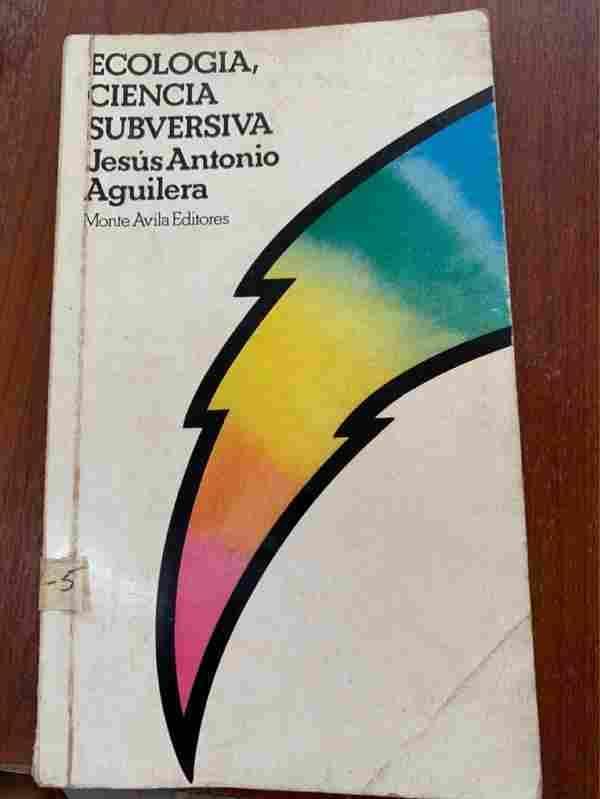 ECOLOGIA,
CIENCIA
SUBVERSIVA
Jesús Antonio
Aguilera
Monte Avila Editores
-5